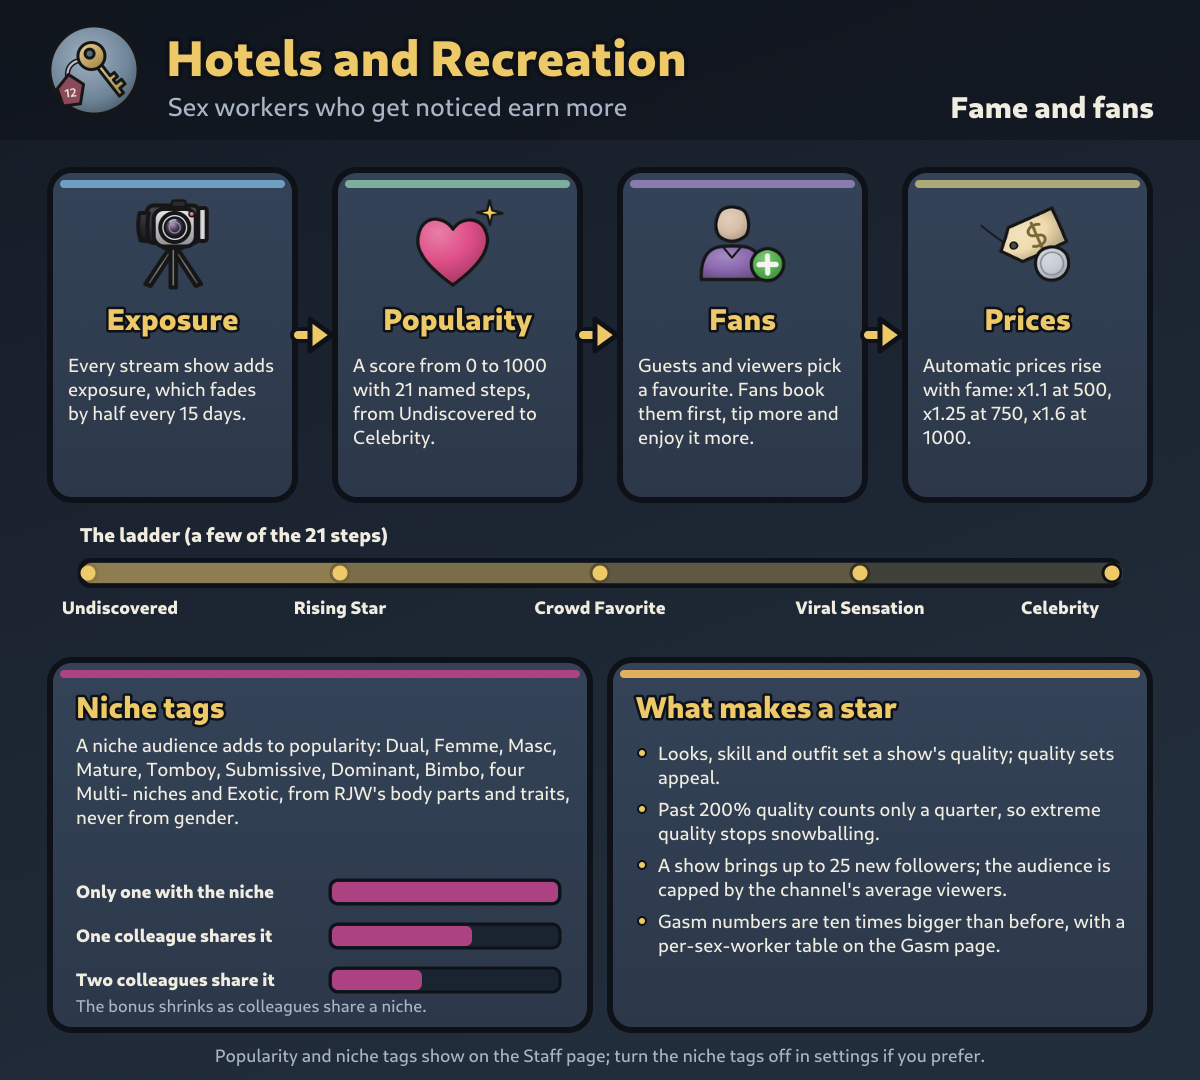 12
Hotels and Recreation
Sex workers who get noticed earn more
Fame and fans
Exposure
Every stream show adds
exposure, which fades
by half every 15 days.
Popularity
A score from 0 to 1000
with 21 named steps,
from Undiscovered to
Celebrity.
Fans
Guests and viewers pick
a favourite. Fans book
them first, tip more and
enjoy it more.
$
Prices
Automatic prices rise
with fame: x1.1 at 500,
x1.25 at 750, x1.6 at
1000.
The ladder (a few of the 21 steps)
Undiscovered
Rising Star
Crowd Favorite
Viral Sensation
Celebrity
Niche tags
A niche audience adds to popularity: Dual, Femme, Masc,
Mature, Tomboy, Submissive, Dominant, Bimbo, four
Multi- niches and Exotic, from RJW's body parts and traits,
never from gender.
Only one with the niche
One colleague shares it
Two colleagues share it
The bonus shrinks as colleagues share a niche.
What makes a star
Looks, skill and outfit set a show's quality; quality sets
appeal.
Past 200% quality counts only a quarter, so extreme
quality stops snowballing.
A show brings up to 25 new followers; the audience is
capped by the channel's average viewers.
Gasm numbers are ten times bigger than before, with a
per-sex-worker table on the Gasm page.
Popularity and niche tags show on the Staff page; turn the niche tags off in settings if you prefer.